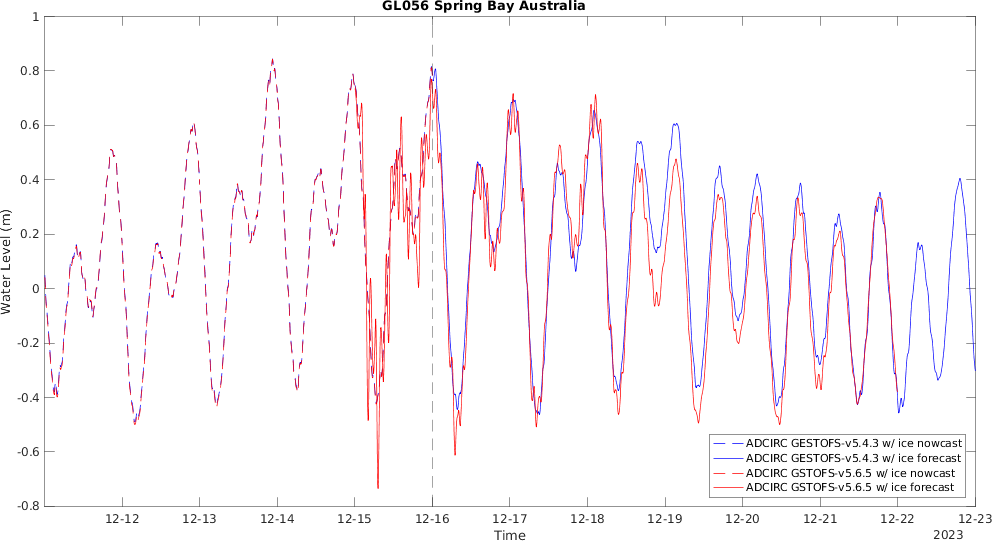 GL056 Spring Bay Australia
1
0.8
0.6
0.4
0.2
0
-0.2
-0.4
-0.6
-0.8
Water Level (m)
ADCIRC GESTOFS-v5.4.3 w/ ice nowcast
ADCIRC GESTOFS-v5.4.3 w/ ice forecast
ADCIRC GSTOFS-v5.6.5 w/ ice nowcast
ADCIRC GSTOFS-v5.6.5 w/ ice forecast
12-12 12-13 12-14 12-15 12-16 12-17 12-18 12-19 12-20 12-21 12-22 12-23
Time
2023